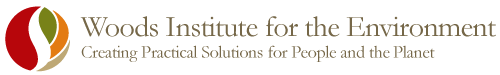 Woods Institute for the Environment
Creating Practical Solutions for People and the Planet